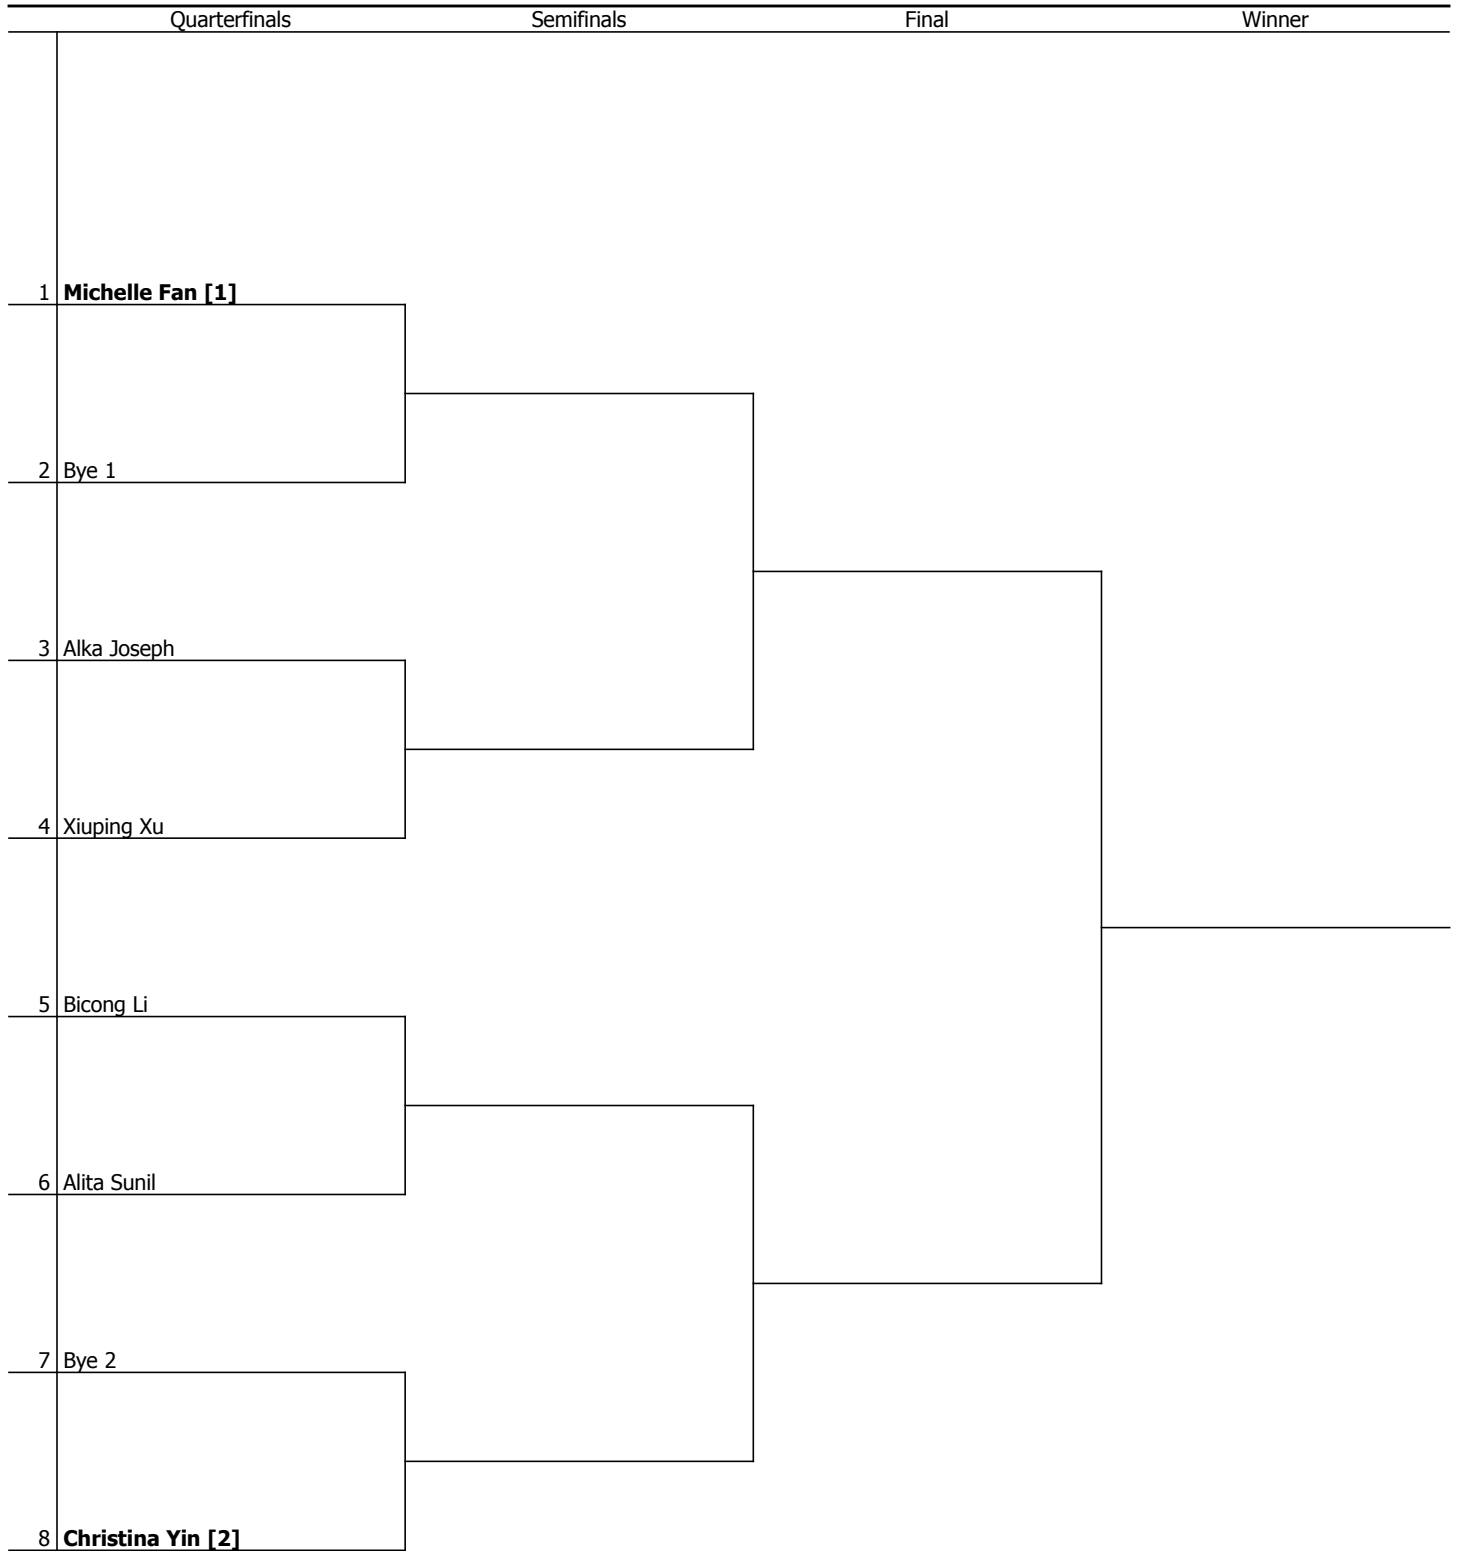 Quarterfinals Semifinals Final Winner
1 Michelle Fan [1]
2 Bye 1
3 Alka Joseph
4 Xiuping Xu
5 Bicong Li
6 Alita Sunil
7 Bye 2
8 Christina Yin [2]